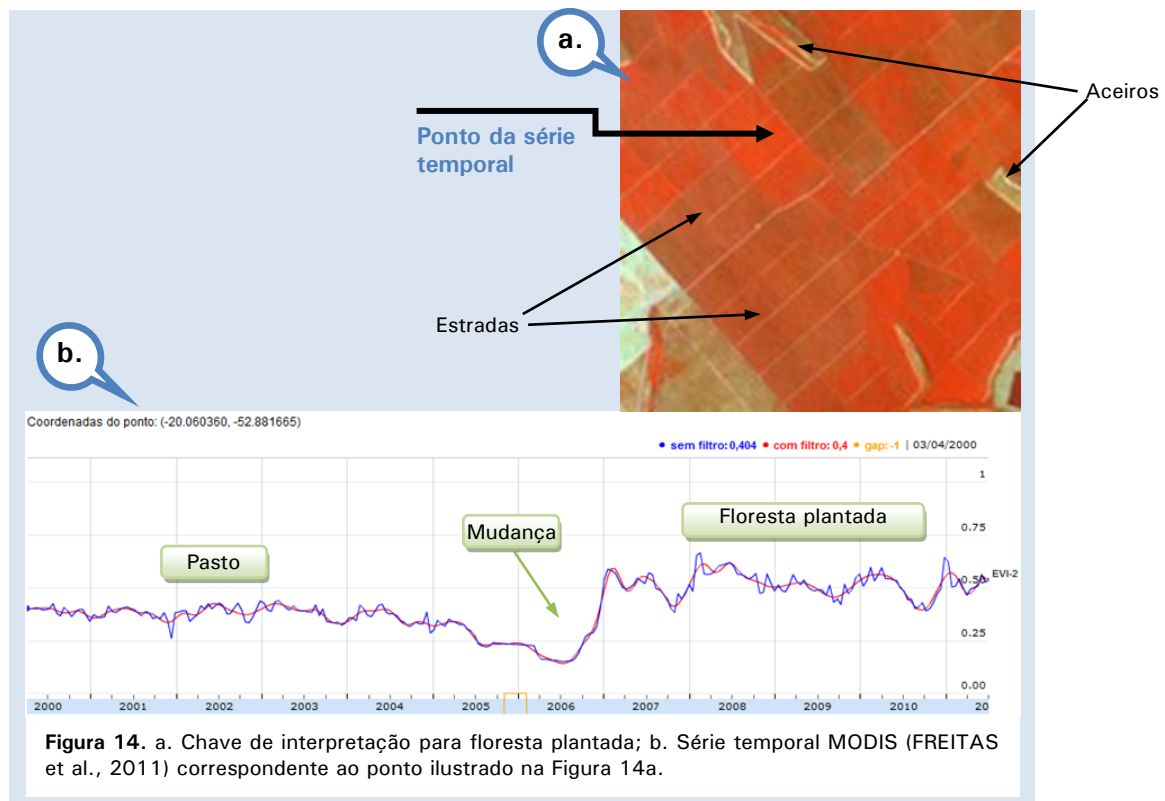 a.
Aceiros
Ponto da série
temporal
Estradas
b.
Coordenadas do ponto: (-20.060360, -52.881665)
sem filtro: 0,404 com filtro: 0,4 gap: -1 | 03/04/2000
1
Floresta plantada
Mudança
0.75
Pasto
0.50 EVI-2
0.25
0.00
2000 2001 2002 2003 2004 2005 2006 2007 2008 2009 2010 20
Figura 14. a. Chave de interpretação para floresta plantada; b. Série temporal MODIS (FREITAS
et al., 2011) correspondente ao ponto ilustrado na Figura 14a.